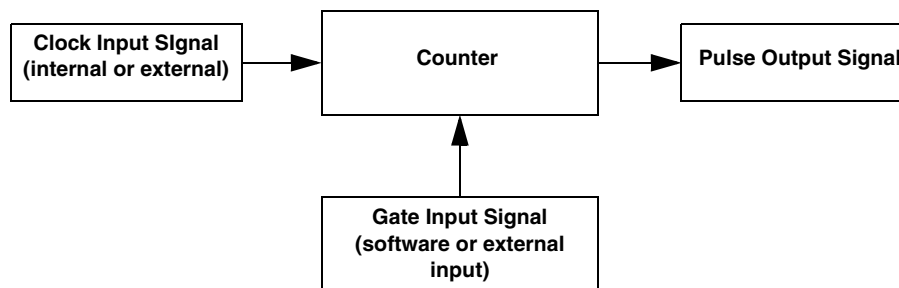 Clock Input SIgnal
(internal or external)
Counter
Pulse Output Signal
Gate Input Signal
(software or external
input)